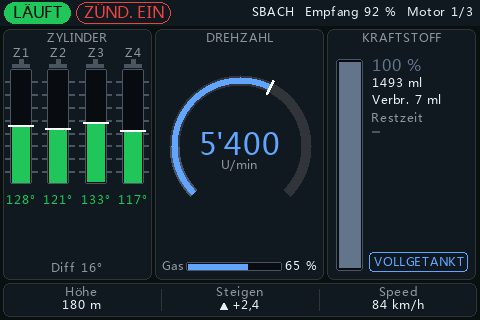 LÄUFT ZÜND. EIN SBACH Empfang 92 % Motor 1/3
ZYLINDER
Z1 Z2 Z3 Z4
128° 121° 133° 117°
Diff 16°
DREHZAHL
5'400
U/min
Gas 65 %
KRAFTSTOFF
100 %
1493 ml
Verbr. 7 ml
Restzeit
–
VOLLGETANKT
Höhe
180 m
Steigen
▲ +2,4
Speed
84 km/h